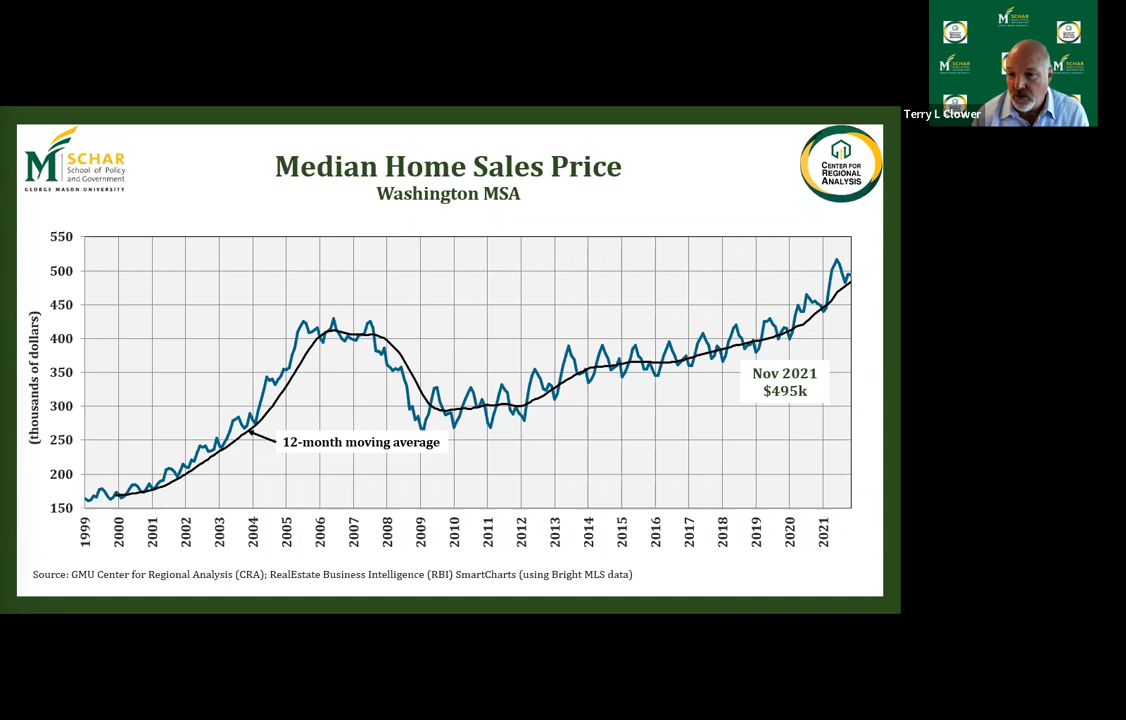 Terry L Clower
M
SCHAR
School of Policy
and Government
GEORGE MASON UNIVERSITY
Median Home Sales Price
Washington MSA
CENTER FOR
REGIONAL
ANALYSIS
(thousands of dollars)
550
500
450
400
350
300
250
200
150
12-month moving average
Nov 2021
$495k
1999 2000 2001 2002 2003 2004 2005 2006 2007 2008 2009 2010 2011 2012 2013 2014 2015 2016 2017 2018 2019 2020 2021
Source: GMU Center for Regional Analysis (CRA); RealEstate Business Intelligence (RBI) SmartCharts (using Bright MLS data)